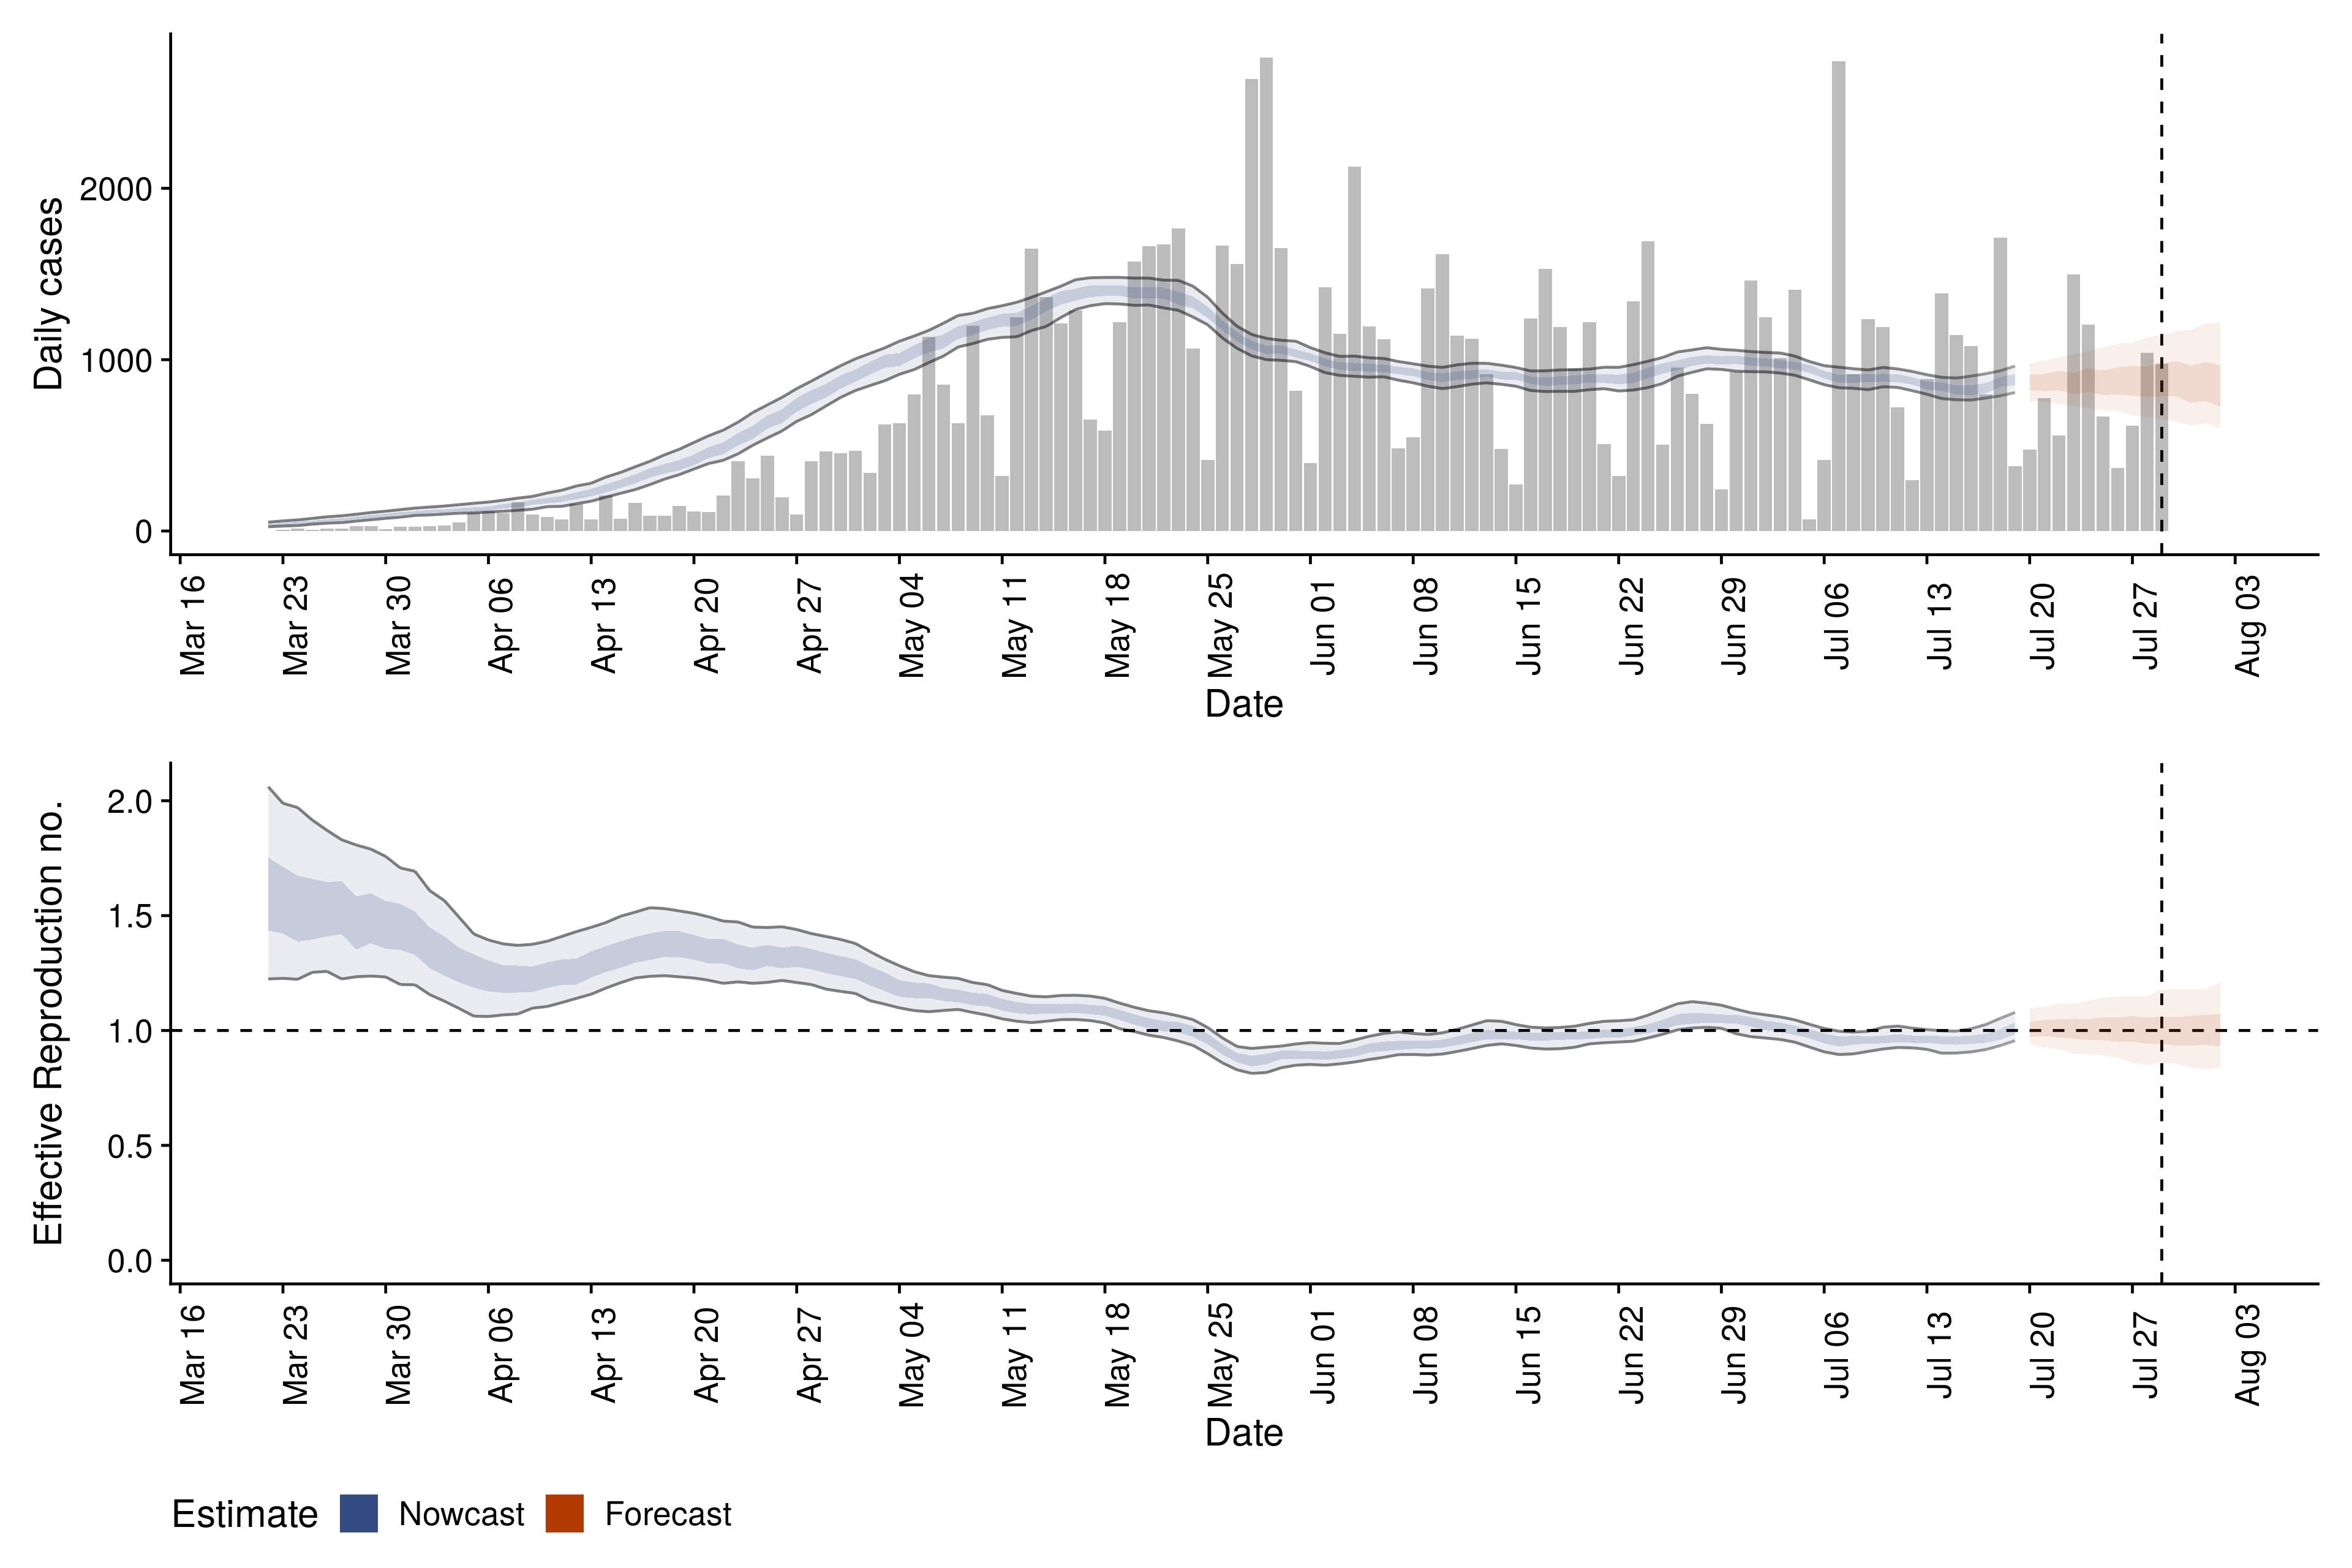 Daily cases
2000
1000
0
Mar 16
Mar 23
Mar 30
Apr 06
Apr 13
Apr 20
Apr 27
May 04
May 11
May 18
May 25
Jun 01
Jun 08
Jun 15
Jun 22
Jun 29
Jul 06
Jul 13
Jul 20
Jul 27
Aug 03
Date
Effective Reproduction no.
2.0
1.5
1.0
0.5
0.0
Mar 16
Mar 23
Mar 30
Apr 06
Apr 13
Apr 20
Apr 27
May 04
May 11
May 18
May 25
Jun 01
Jun 08
Jun 15
Jun 22
Jun 29
Jul 06
Jul 13
Jul 20
Jul 27
Aug 03
Date
Estimate Nowcast Forecast